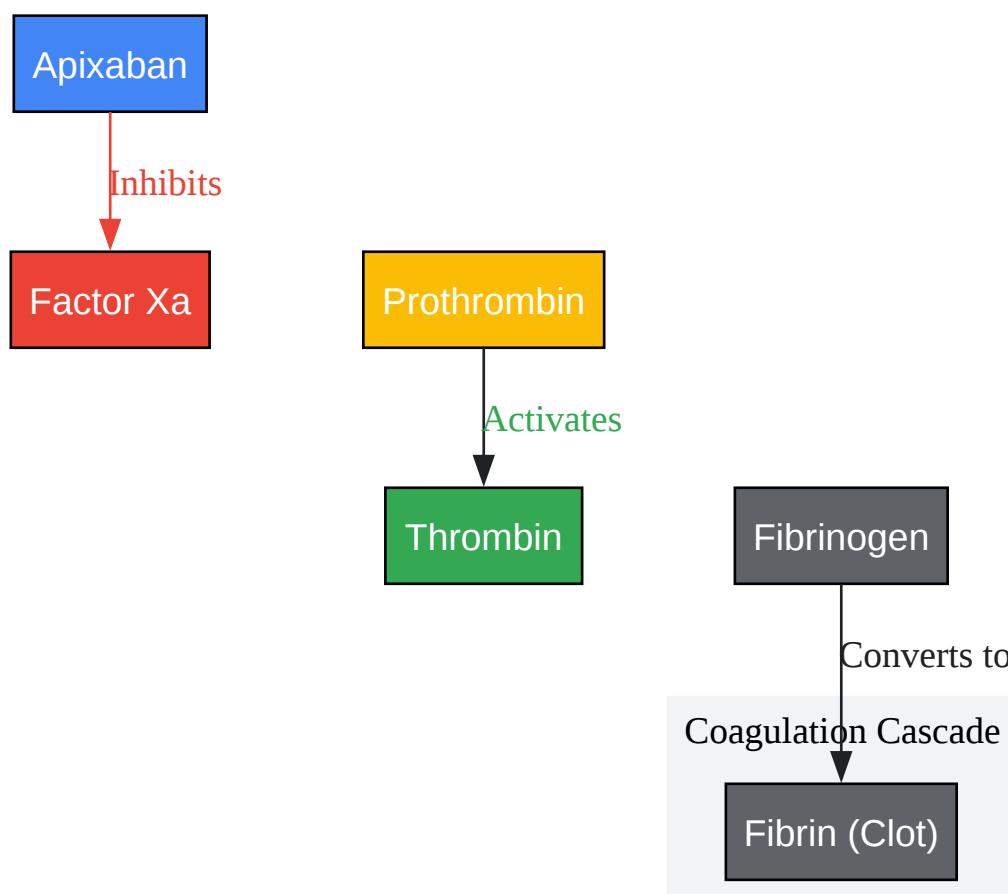 Apixaban
Inhibits
Factor Xa
Prothrombin
Activates
Thrombin
Fibrinogen
Converts to
Coagulation Cascade
Fibrin (Clot)